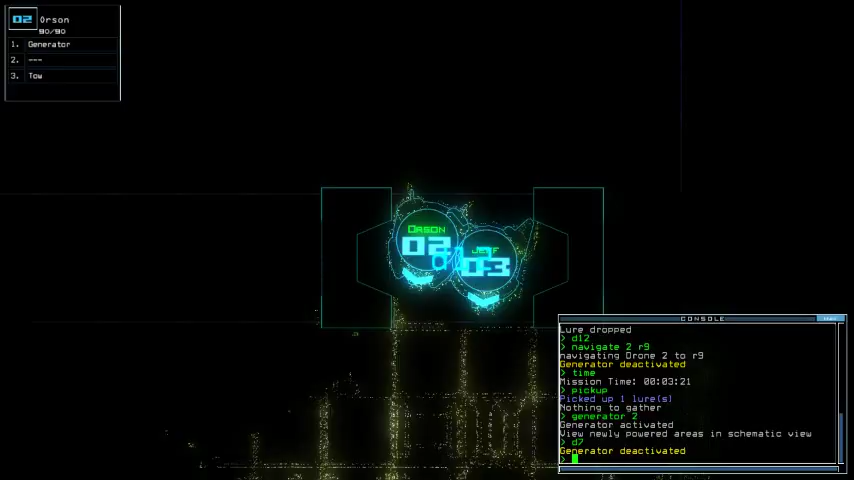 02 Orson
90/90
1. Generator
2. ---
3. Tow
ORSON
02
JEFF
03
CONSOLE
Lure dropped
> d12
> navigate 2 r9
navigating Drone 2 to r9
Generator deactivated
> time
Mission Time: 00:03:21
> pickup
Picked up 1 lure(s)
Nothing to gather
> generator 2
Generator activated
View newly powered areas in schematic view
> d7
Generator deactivated
>